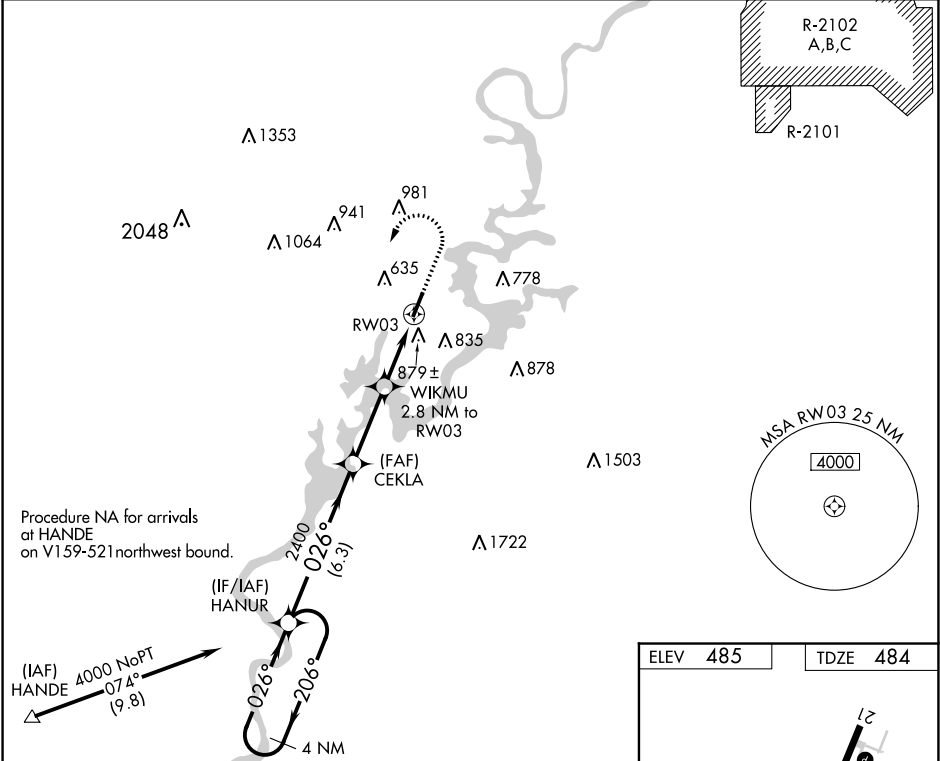 R-2102
A,B,C
R-2101
1353
981
941
2048
1064
635
778
RW03
835
879±
878
WIKMU
2.8 NM to
RW03
MSA RW03 25 NM
4000
(FAF)
CEKLA
1503
Procedure NA for arrivals
at HANDE
on V159-521 northwest bound.
2400
026°
(6.3)
1722
(IF/IAF)
HANUR
(IAF)
HANDE
4000 NoPT
074°
(9.8)
026°
206°
4 NM
ELEV 485
TDZE 484
21